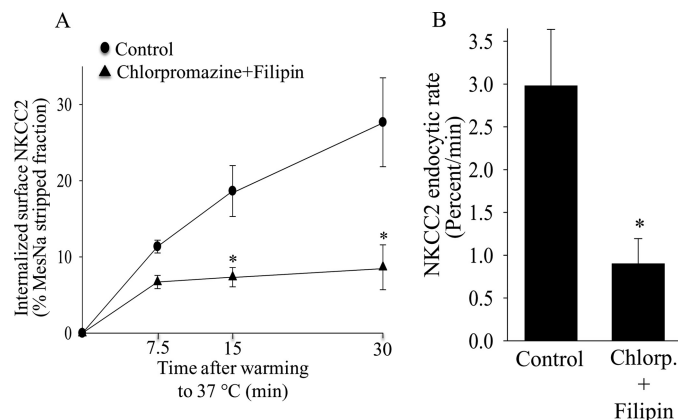 A
Control
Chlorpromazine+Filipin
Internalized surface NKCC2
(% MesNa stripped fraction)
30
20
10
0
*
*
7.5
15
30
Time after warming
to 37 °C (min)
B
NKCC2 endocytic rate
(Percent/min)
3.5
3.0
2.5
2.0
1.5
1.0
0.5
0.0
*
Control
Chlorp.
+
Filipin